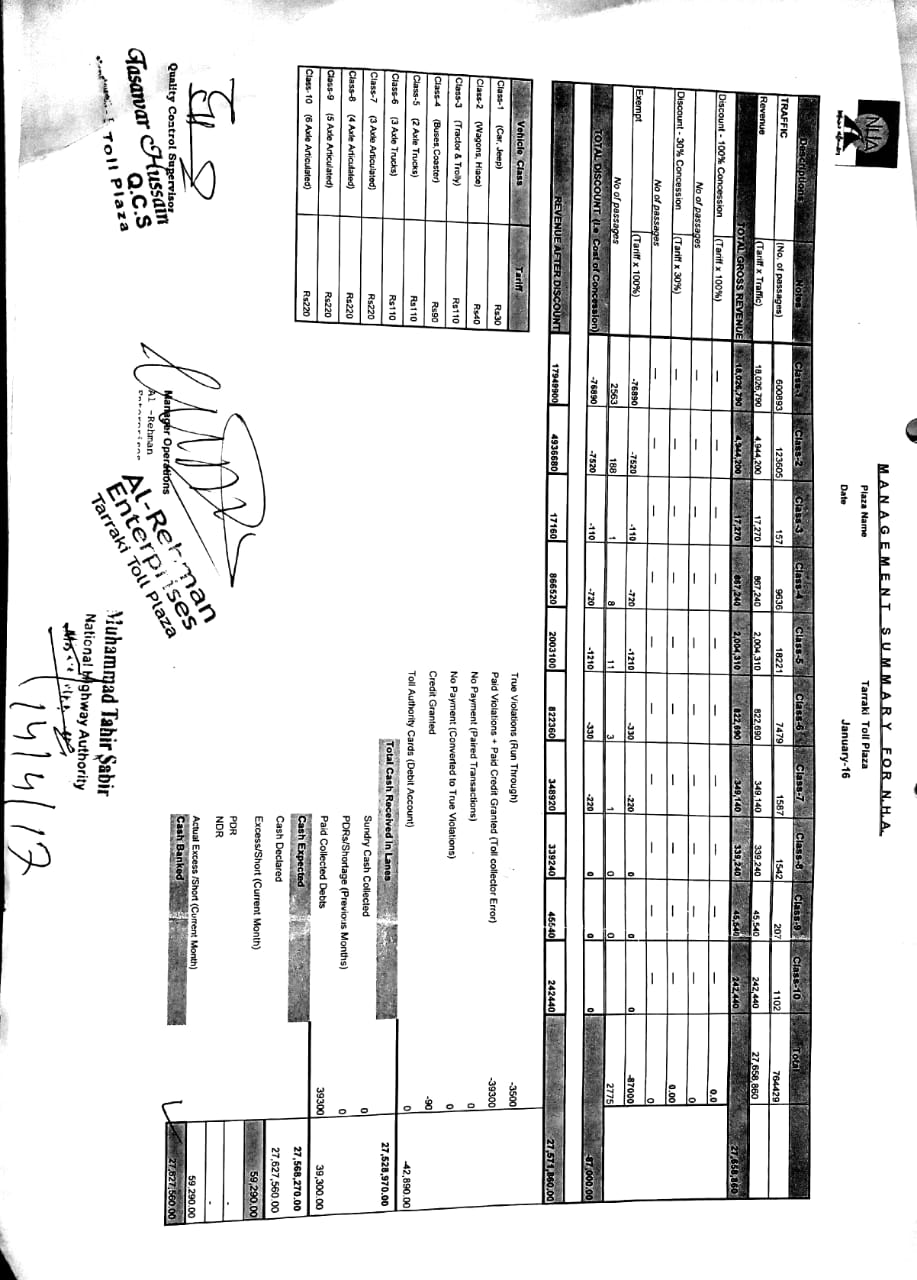 NHA
MANAGEMENT SUMMARY FOR N.H.A.
Plaza Name Tarraki Toll Plaza
Date January-16
Descriptions Notes Class-1 Class-2 Class-3 Class-4 Class-5 Class-6 Class-7 Class-8 Class-9 Class-10 Total
TRAFFIC (No. of passages) 600893 123605 157 9636 18221 7479 1587 1542 207 1102 764429
Revenue (Tariff x Traffic) 18,026,790 4,944,200 17,270 867,240 2,004,310 822,690 349,140 339,240 45,540 242,440 27,658,860
TOTAL GROSS REVENUE 18,026,790 4,944,200 17,270 867,240 2,004,310 822,690 349,140 339,240 45,540 242,440 27,658,860
Discount - 100% Concession (Tariff x 100%) — — — — — — — — — — 0.0
No of passages — — — — — — — — — — 0
Discount - 30% Concession (Tariff x 30%) — — — — — — — — — — 0.00
No of passages — — — — — — — — — — 0
Exempt (Tariff x 100%) -76890 -7520 -110 -720 -1210 -330 -220 0 0 0 -87000
No of passages 2563 188 1 8 11 3 1 0 0 2775
TOTAL DISCOUNT (i.e Cost of Concession) -76890 -7520 -110 -720 -1210 -330 -220 0 0 0 -87,000.00
REVENUE AFTER DISCOUNT 17949900 4936680 17160 866520 2003100 822360 348920 339240 45540 242440 27,571,860.00
Vehicle Class Tariff
Class-1 (Car, Jeep) Rs30
Class-2 (Wagons, Hiace) Rs40
Class-3 (Tractor & Trolly) Rs110
Class-4 (Buses,Coaster) Rs90
Class-5 (2 Axle Trucks) Rs110
Class-6 (3 Axle Trucks) Rs110
Class-7 (3 Axle Articulated) Rs220
Class-8 (4 Axle Articulated) Rs220
Class-9 (5 Axle Articulated) Rs220
Class-10 (6 Axle Articulated) Rs220
True Violations (Run Through) -3500
Paid Violations + Paid Credit Granted (Toll collector Error) -39300
No Payment (Paired Transactions) 0
No Payment (Converted to True Violations) 0
Credit Granted -90
Toll Authority Cards (Debit Account) 0 -42,890.00
Total Cash Received in Lanes 27,528,970.00
Sundry Cash Collected 0
PDRs/Shortage (Previous Months) 0
Paid Collected Debts 39300 39,300.00
Cash Expected 27,568,270.00
Cash Declared 27,627,560.00
Excess/Short (Current Month) 59,290.00
PDR -
NDR -
Actual Excess /Short (Current Month) 59,290.00
Cash Banked 27,627,560.00
Quality Control Supervisor
Tasawar Hussain
Q.C.S
Toll Plaza
Manager Operations
Al -Rehman
Enterprises
Al-Rehman
Enterprises
Tarraki Toll Plaza
Muhammad Tahir Sabir
National Highway Authority
14/4/17